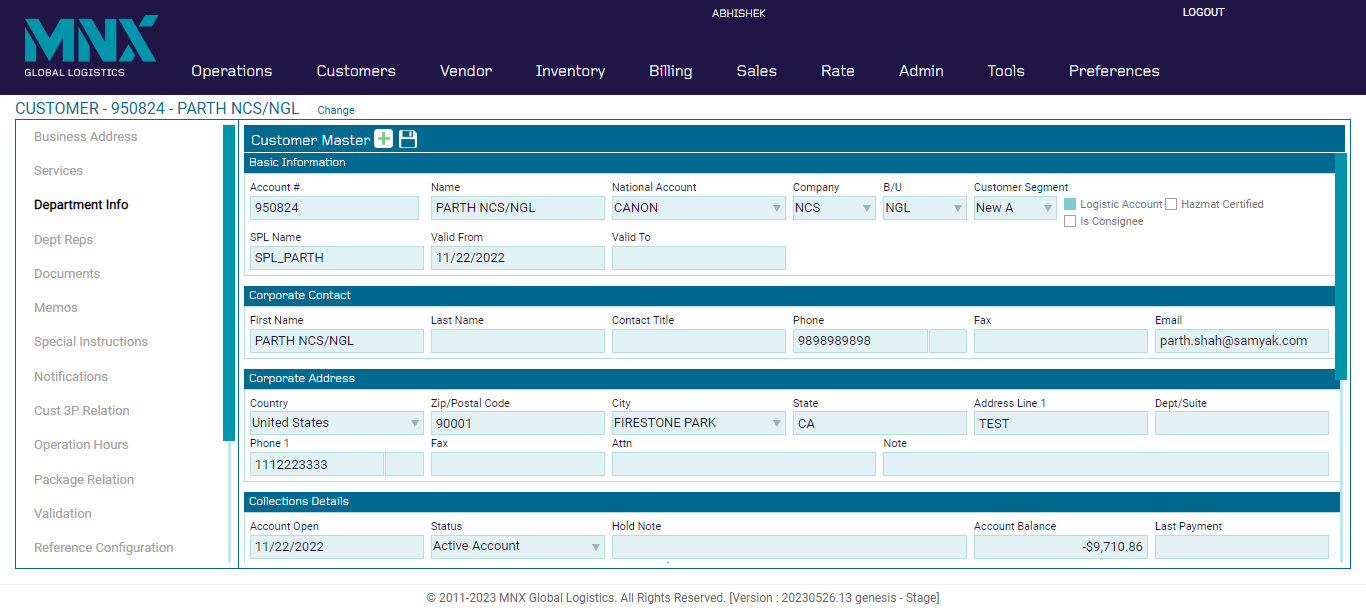 ABHISHEK LOGOUT
MNX
GLOBAL LOGISTICS
Operations Customers Vendor Inventory Billing Sales Rate Admin Tools Preferences
CUSTOMER - 950824 - PARTH NCS/NGL Change
Business Address
Services
Department Info
Dept Reps
Documents
Memos
Special Instructions
Notifications
Cust 3P Relation
Operation Hours
Package Relation
Validation
Reference Configuration
Customer Master
Basic Information
Account # Name National Account Company B/U Customer Segment
950824 PARTH NCS/NGL CANON NCS NGL New A Logistic Account Hazmat Certified
Is Consignee
SPL Name Valid From Valid To
SPL_PARTH 11/22/2022
Corporate Contact
First Name Last Name Contact Title Phone Fax Email
PARTH NCS/NGL 9898989898 parth.shah@samyak.com
Corporate Address
Country Zip/Postal Code City State Address Line 1 Dept/Suite
United States 90001 FIRESTONE PARK CA TEST
Phone 1 Fax Attn Note
1112223333
Collections Details
Account Open Status Hold Note Account Balance Last Payment
11/22/2022 Active Account -$9,710.86
© 2011-2023 MNX Global Logistics. All Rights Reserved. [Version : 20230526.13 genesis - Stage]